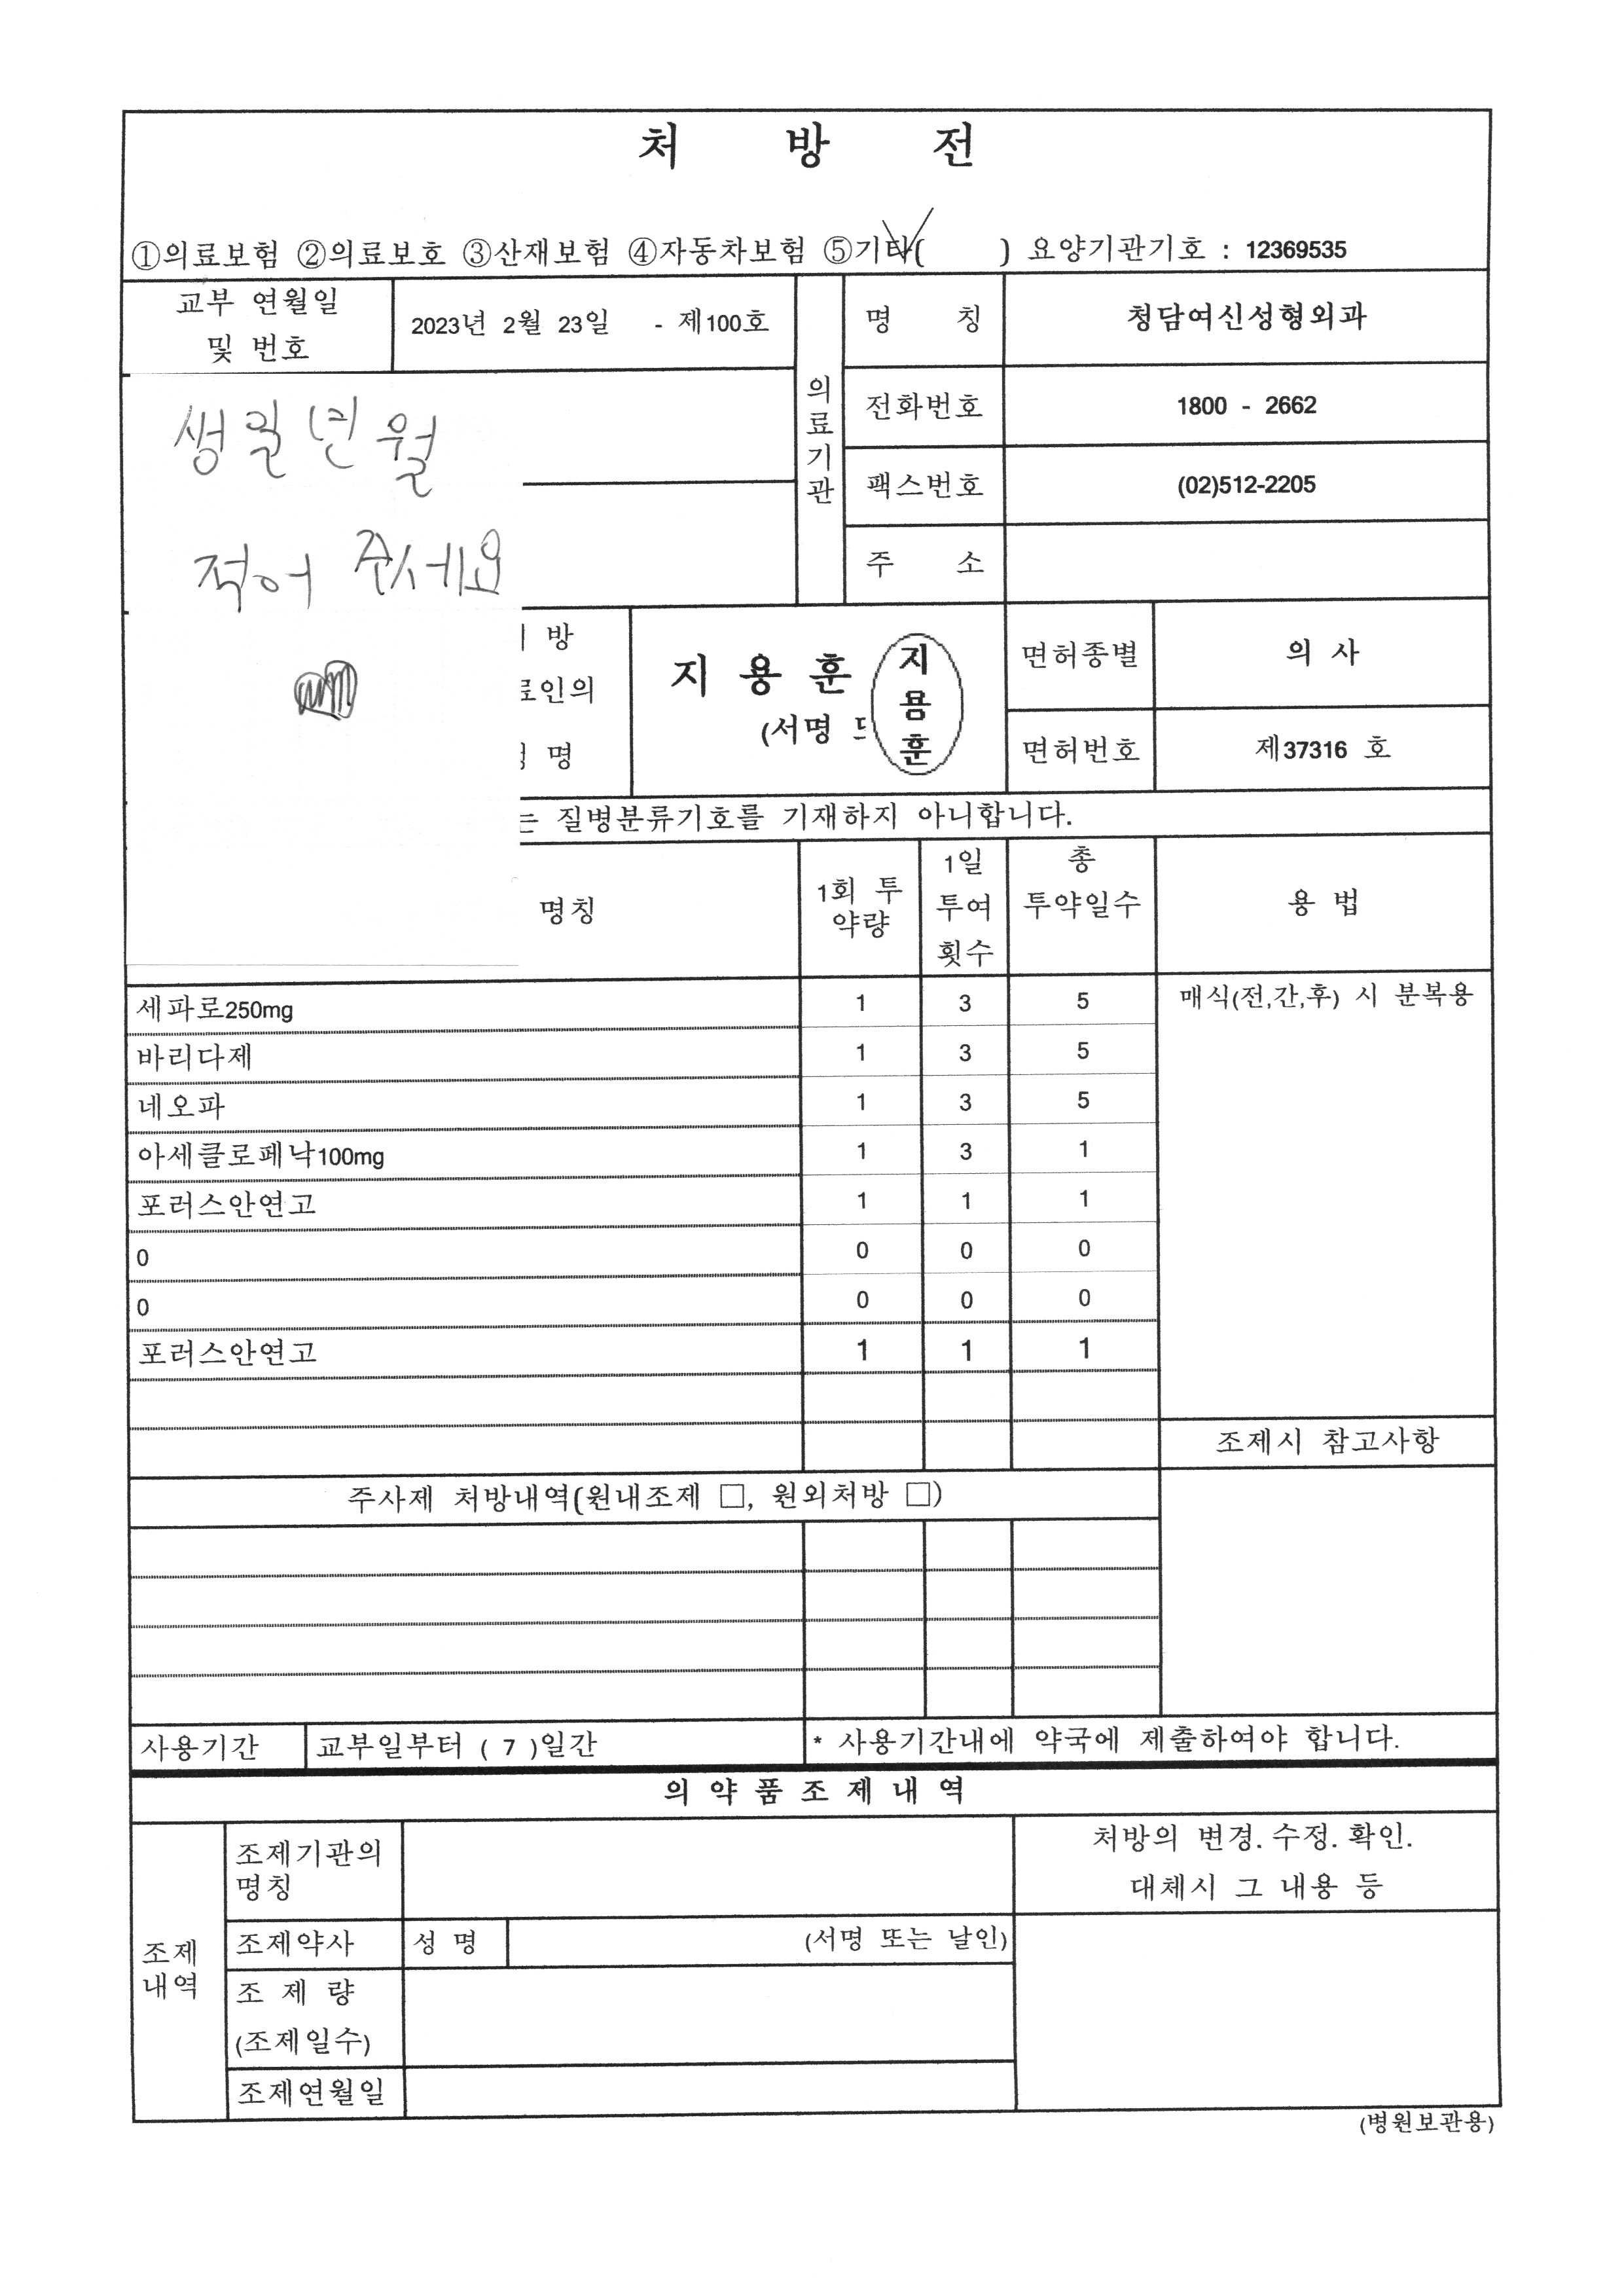 처 방 전
①의료보험 ②의료보호 ③산재보험 ④자동차보험 ⑤기타( ) 요양기관기호 : 12369535
교부 연월일
및 번호
2023년 2월 23일 - 제100호
의료기관
명 칭
청담여신성형외과
전화번호
1800 - 2662
팩스번호
(02)512-2205
주 소
생일년월
적어 주세요
방
인의
명
지 용 훈
(서명
지용훈
면허종별
의 사
면허번호
제37316 호
는 질병분류기호를 기재하지 아니합니다.
명칭
1회 투약량
1일 투여 횟수
총 투약일수
용 법
세파로250mg 1 3 5
매식(전,간,후) 시 분복용
바리다제 1 3 5
네오파 1 3 5
아세클로페낙100mg 1 3 1
포러스안연고 1 1 1
0 0 0 0
0 0 0 0
포러스안연고 1 1 1
조제시 참고사항
주사제 처방내역(원내조제 □, 원외처방 □)
사용기간 교부일부터 ( 7 )일간 * 사용기간내에 약국에 제출하여야 합니다.
의 약 품 조 제 내 역
조제
내역
조제기관의
명칭
처방의 변경. 수정. 확인.
대체시 그 내용 등
조제약사 성 명 (서명 또는 날인)
조 제 량
(조제일수)
조제연월일
(병원보관용)